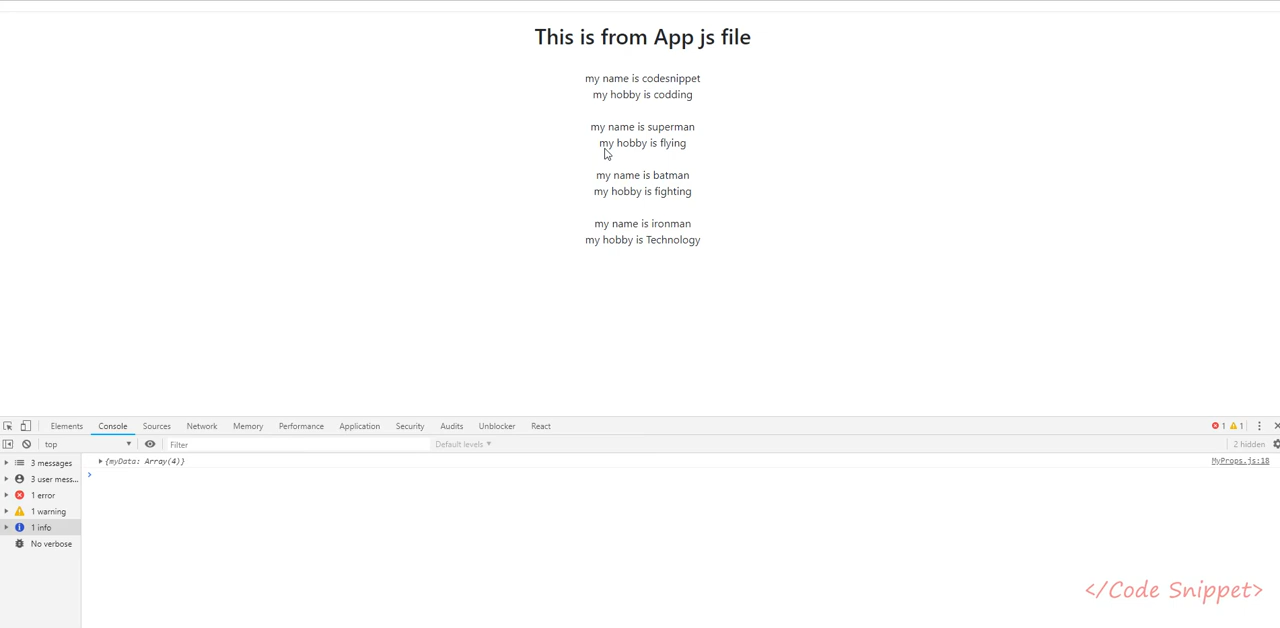 This is from App js file
my name is codesnippet
my hobby is codding
my name is superman
my hobby is flying
my name is batman
my hobby is fighting
my name is ironman
my hobby is Technology
Elements Console Sources Network Memory Performance Application Security Audits Unblocker React 1 1
top Filter Default levels 2 hidden
3 messages
{myData: Array(4)} MyProps.js:18
3 user mess...
1 error
1 warning
1 info
No verbose
</Code Snippet>